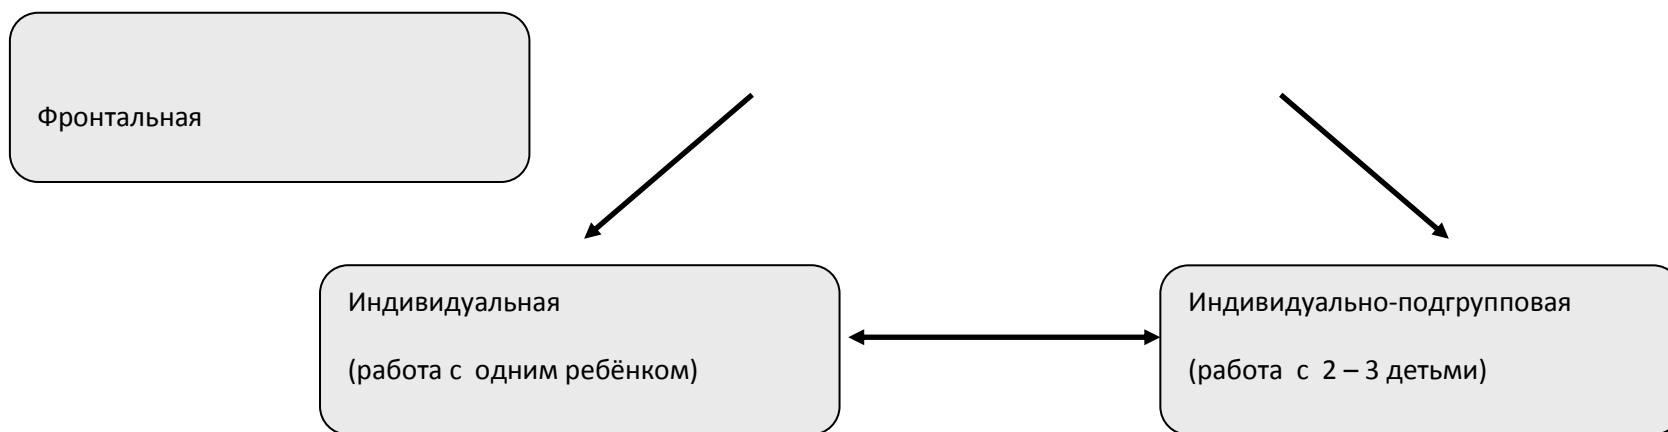 Фронтальная
Индивидуальная
(работа с  одним ребёнком)
Индивидуально-подгрупповая
(работа  с  2 – 3 детьми)